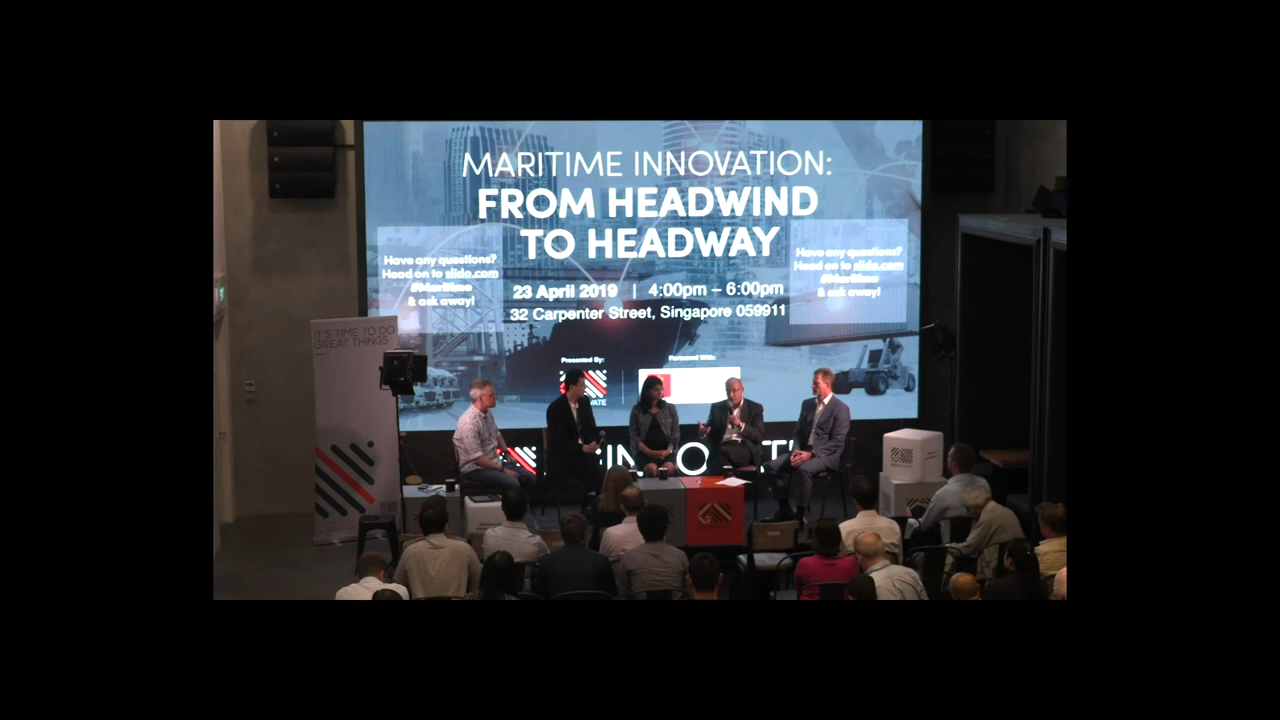 MARITIME INNOVATION:
FROM HEADWIND
TO HEADWAY
Have any questions?
Head on to slido.com
#Maritime
& ask away!
Have any questions?
Head on to slido.com
#Maritime
& ask away!
23 April 2019 | 4:00pm – 6:00pm
32 Carpenter Street, Singapore 059911
Presented By:
Partnered With:
IT'S TIME TO DO
GREAT THINGS